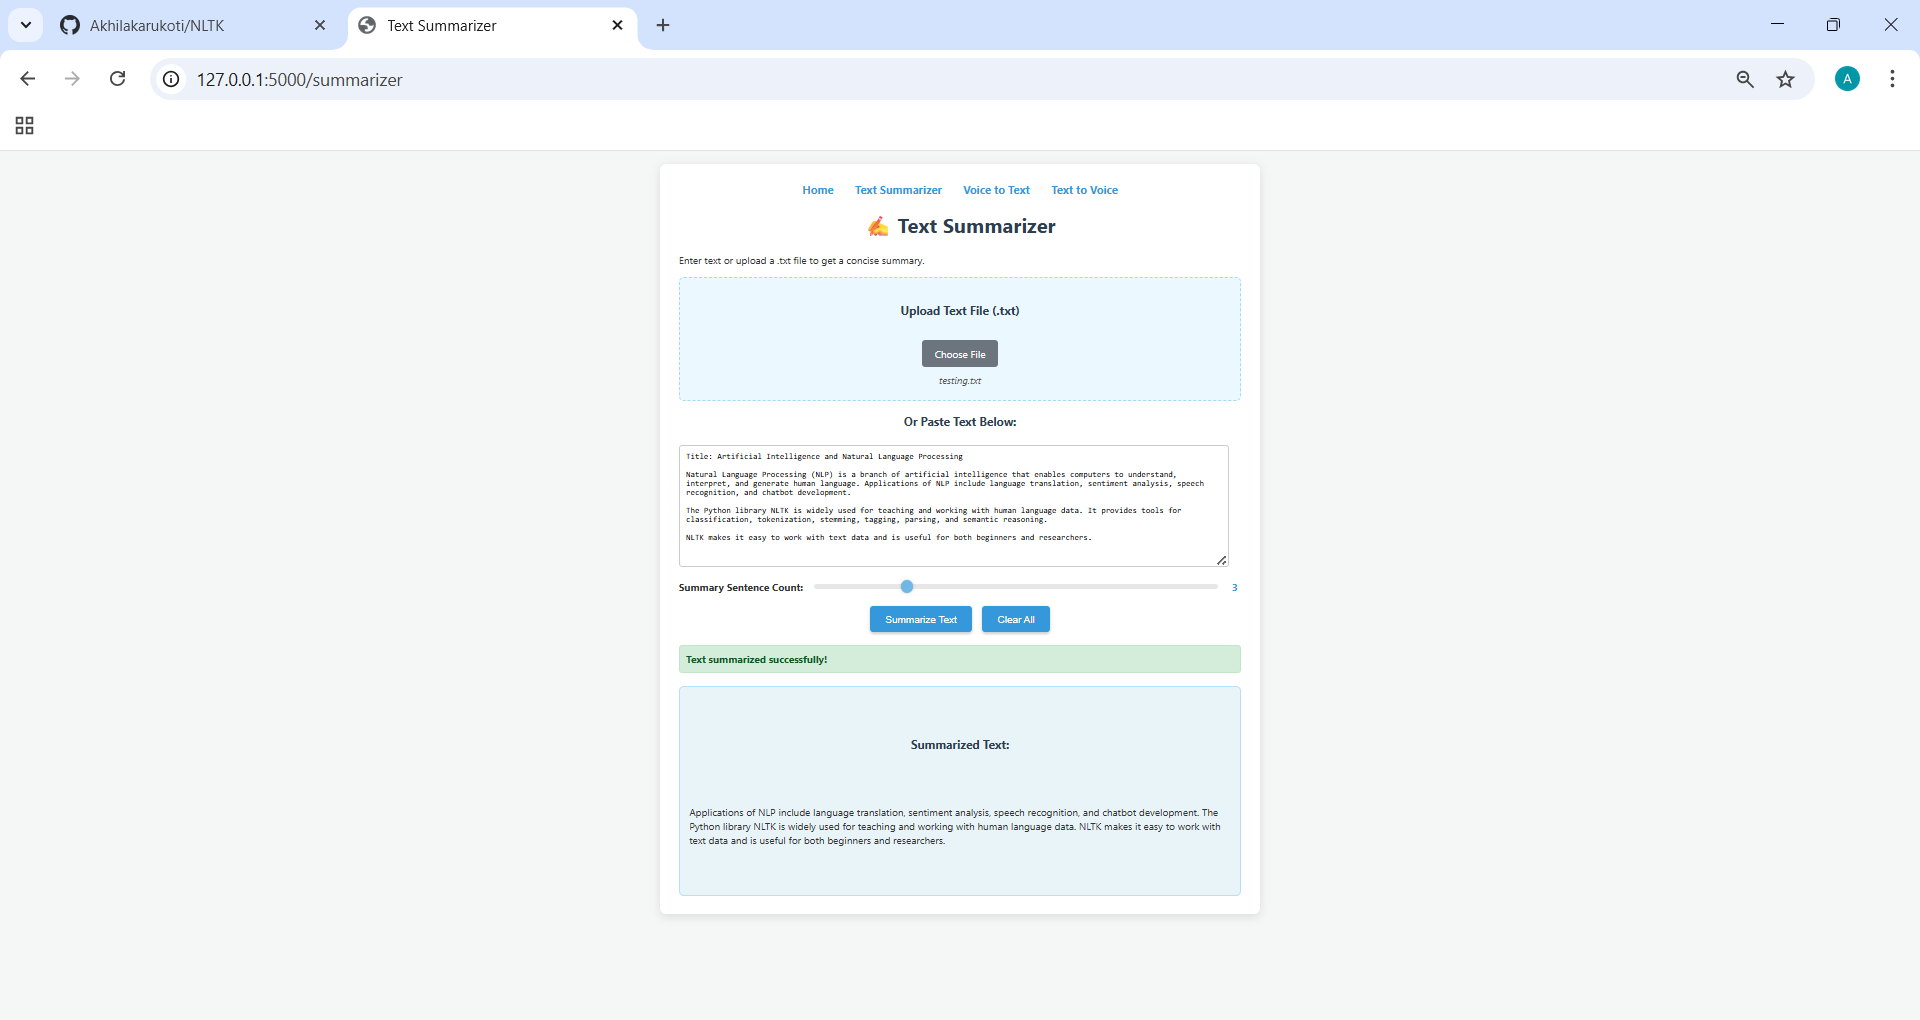 Akhilakarukoti/NLTK
Text Summarizer
127.0.0.1:5000/summarizer
A
Home Text Summarizer Voice to Text Text to Voice
✍️ Text Summarizer
Enter text or upload a .txt file to get a concise summary.
Upload Text File (.txt)
Choose File
testing.txt
Or Paste Text Below:
Title: Artificial Intelligence and Natural Language Processing
Natural Language Processing (NLP) is a branch of artificial intelligence that enables computers to understand,
interpret, and generate human language. Applications of NLP include language translation, sentiment analysis, speech
recognition, and chatbot development.
The Python library NLTK is widely used for teaching and working with human language data. It provides tools for
classification, tokenization, stemming, tagging, parsing, and semantic reasoning.
NLTK makes it easy to work with text data and is useful for both beginners and researchers.
Summary Sentence Count: 3
Summarize Text Clear All
Text summarized successfully!
Summarized Text:
Applications of NLP include language translation, sentiment analysis, speech recognition, and chatbot development. The
Python library NLTK is widely used for teaching and working with human language data. NLTK makes it easy to work with
text data and is useful for both beginners and researchers.